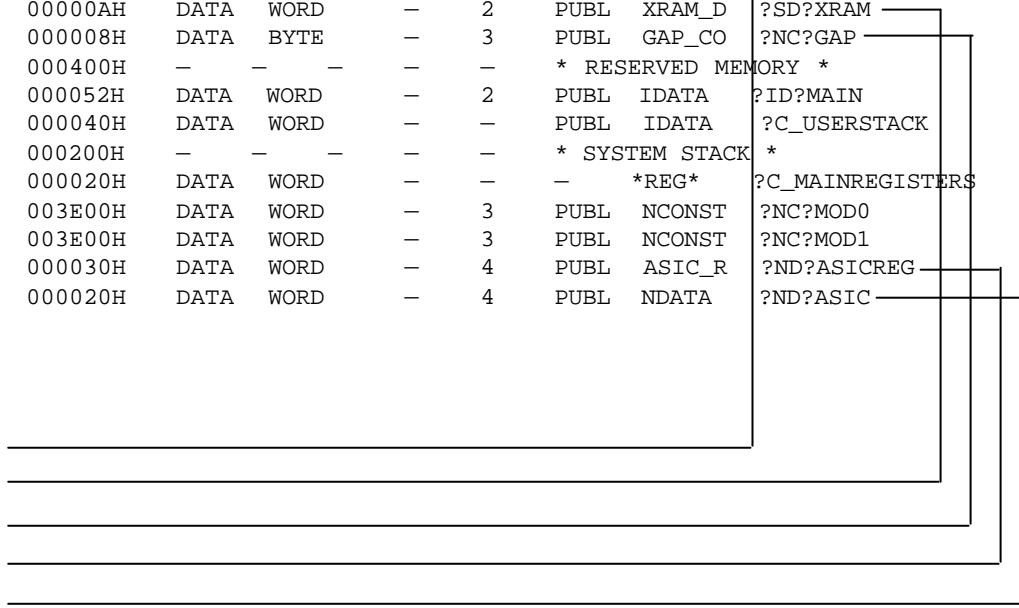 00000AH DATA WORD — 2 PUBL XRAM_D ?SD?XRAM
000008H DATA BYTE — 3 PUBL GAP_CO ?NC?GAP
000400H — — — — — * RESERVED MEMORY *
000052H DATA WORD — 2 PUBL IDATA ?ID?MAIN
000040H DATA WORD — — PUBL IDATA ?C_USERSTACK
000200H — — — — — * SYSTEM STACK *
000020H DATA WORD — — — *REG* ?C_MAINREGISTERS
003E00H DATA WORD — 3 PUBL NCONST ?NC?MOD0
003E00H DATA WORD — 3 PUBL NCONST ?NC?MOD1
000030H DATA WORD — 4 PUBL ASIC_R ?ND?ASICREG
000020H DATA WORD — 4 PUBL NDATA ?ND?ASIC